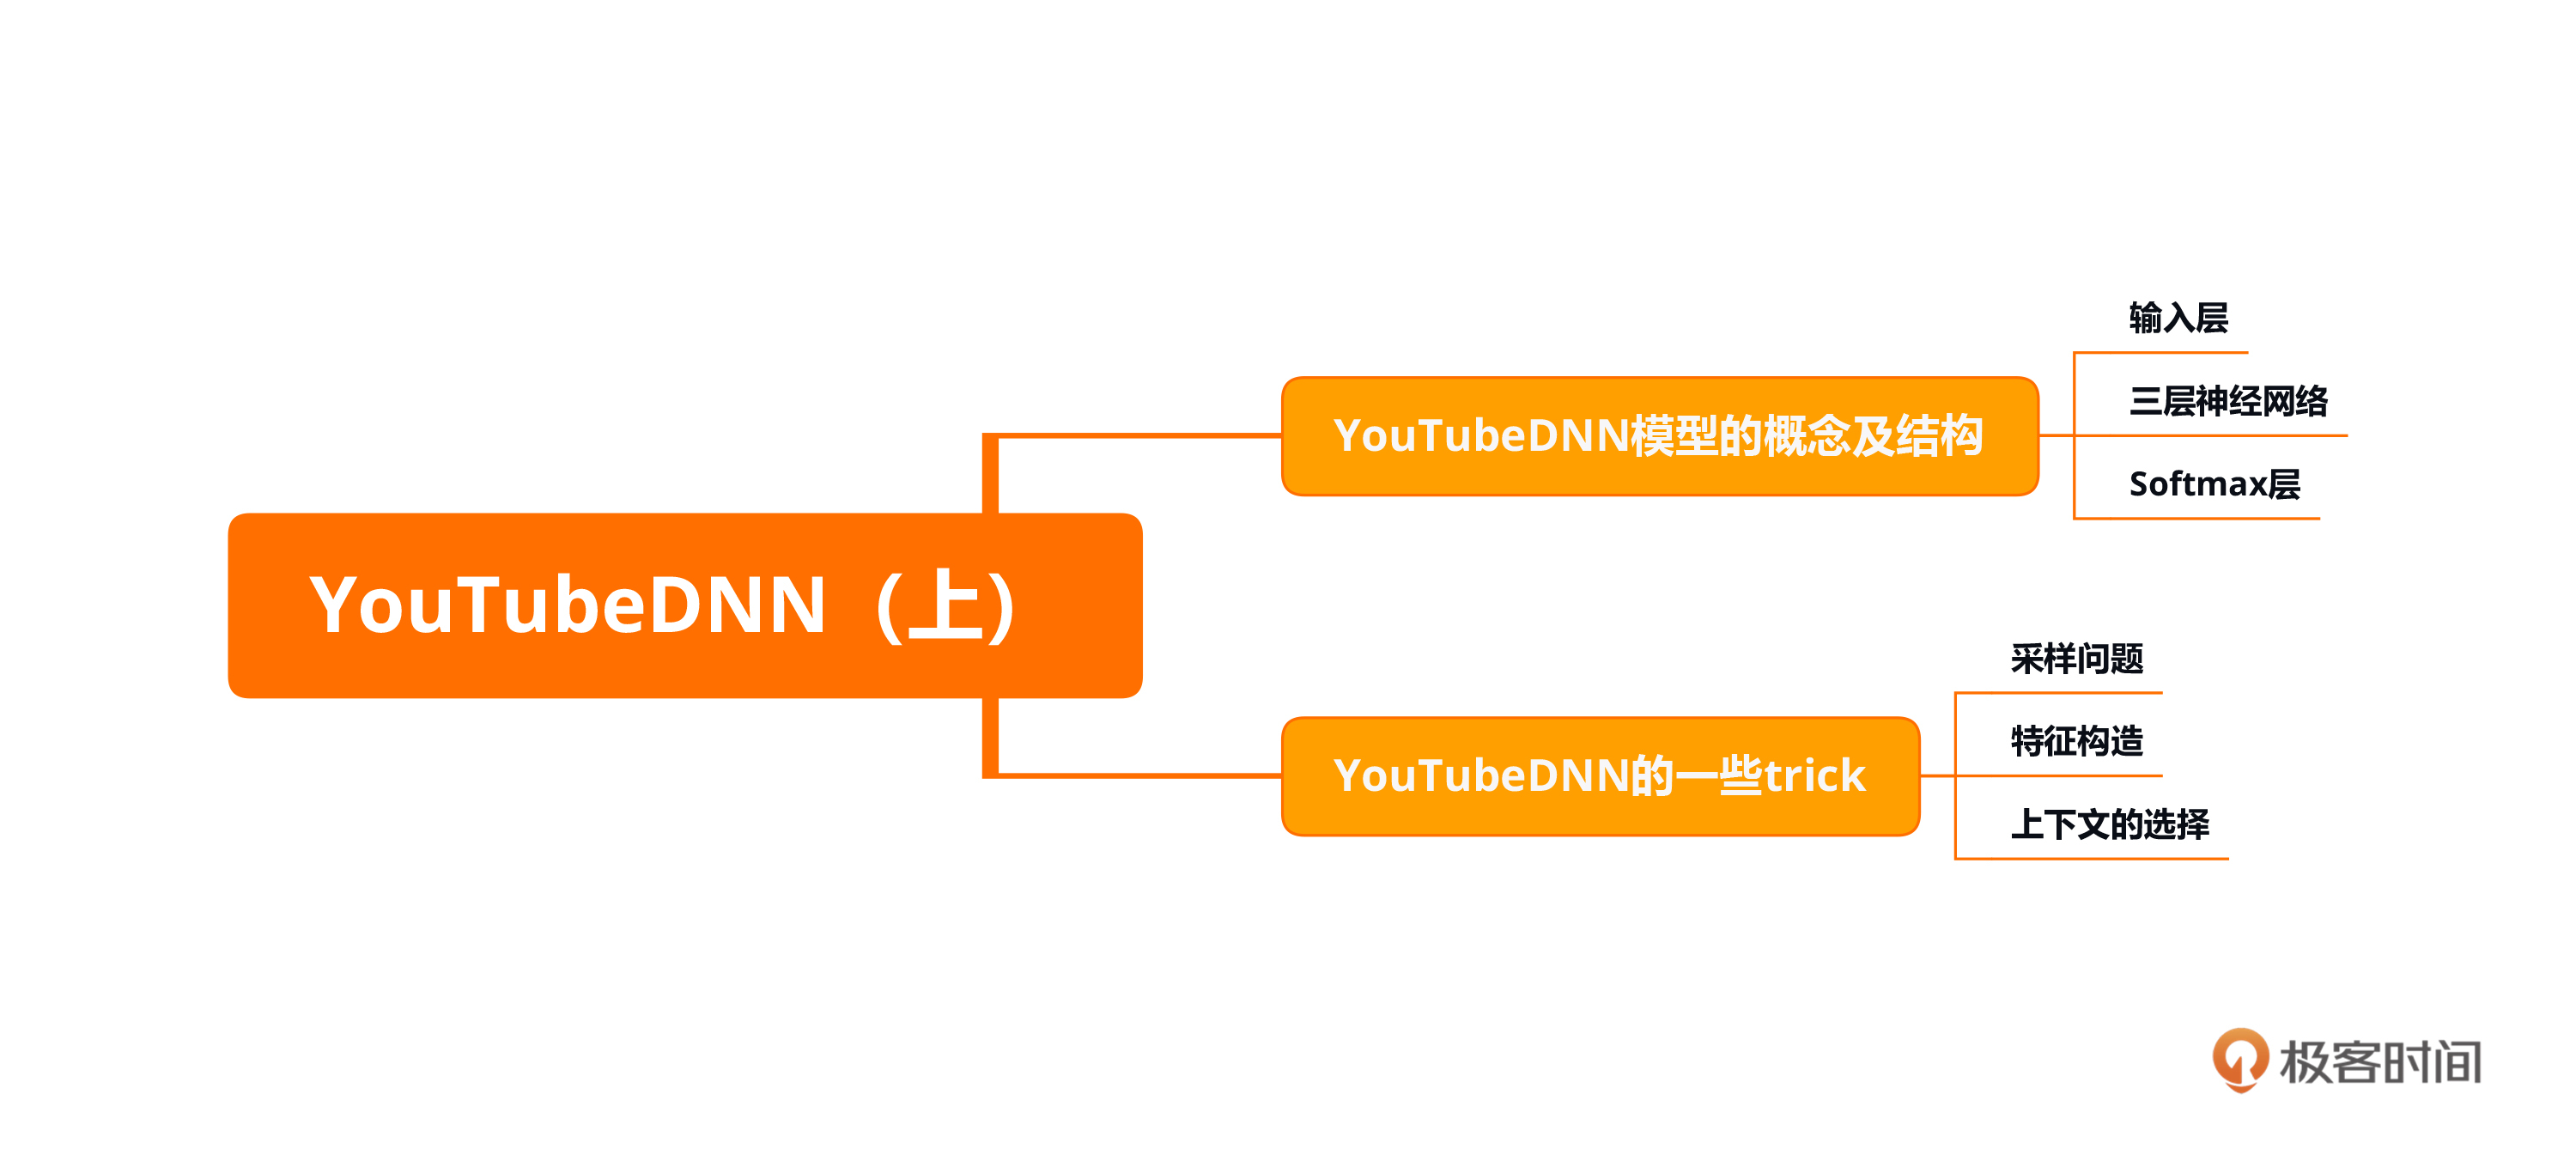 YouTubeDNN（上）
YouTubeDNN模型的概念及结构
输入层
三层神经网络
Softmax层
YouTubeDNN的一些trick
采样问题
特征构造
上下文的选择
极客时间